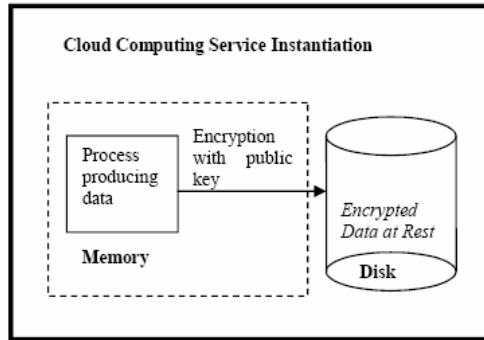 Cloud Computing Service Instantiation
Process
producing
data
Encryption
with public
key
Memory
Encrypted
Data at Rest
Disk